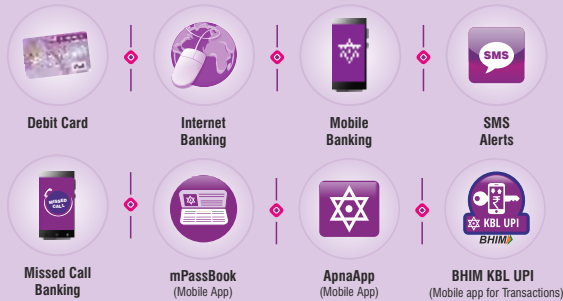 SMS
Debit Card
Internet
Banking
Mobile
Banking
SMS
Alerts
MISSED
CALL
₹
KBL UPI
BHIM
Missed Call
Banking
mPassBook
(Mobile App)
ApnaApp
(Mobile App)
BHIM KBL UPI
(Mobile app for Transactions)